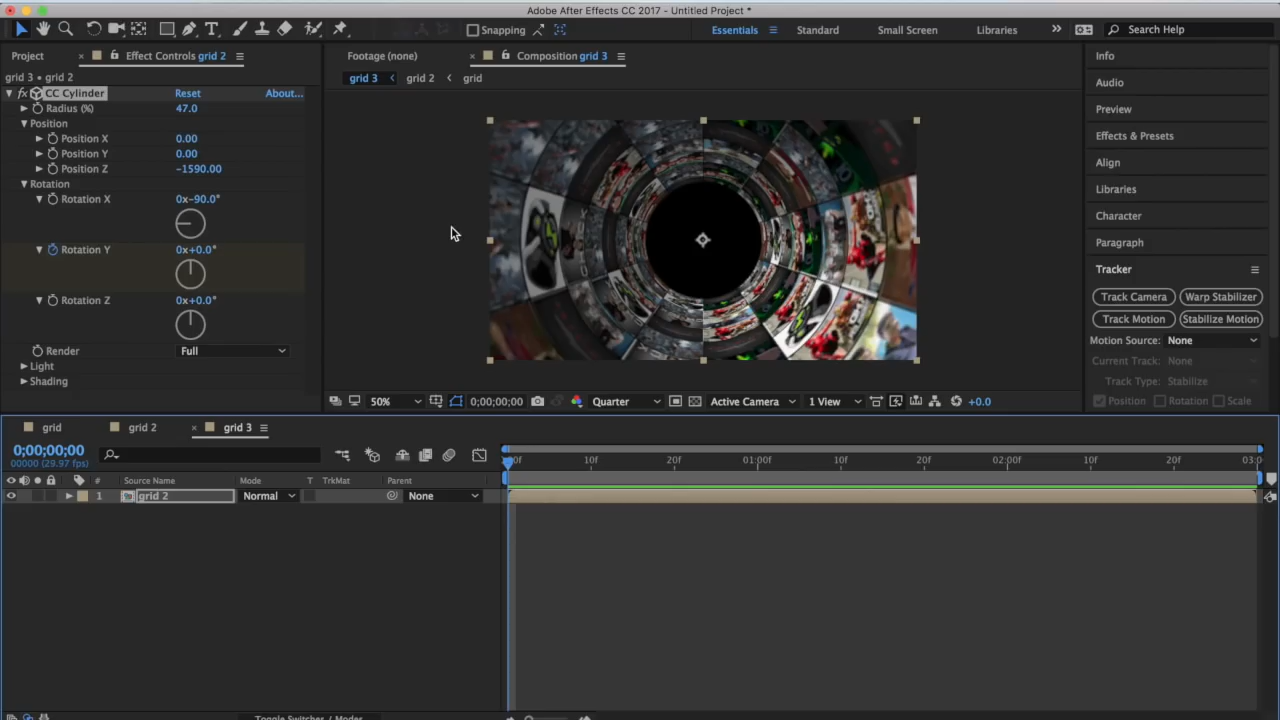 Adobe After Effects CC 2017 - Untitled Project *
Snapping
Essentials
Standard
Small Screen
Libraries
Search Help
Project
Effect Controls grid 2
Footage (none)
Composition grid 3
Info
grid 3 • grid 2
grid 3
grid 2
grid
Audio
fx CC Cylinder Reset About...
Radius (%) 47.0
Preview
Position
Position X 0.00
Effects & Presets
Position Y 0.00
Align
Position Z -1590.00
Rotation
Libraries
Rotation X 0x-90.0°
Character
Paragraph
Rotation Y 0x+0.0°
Tracker
Rotation Z 0x+0.0°
Track Camera Warp Stabilizer
Track Motion Stabilize Motion
Motion Source: None
Render Full
Current Track: None
Light
Track Type: Stabilize
Shading
Position Rotation Scale
50% 0;00;00;00 Quarter Active Camera 1 View +0.0
grid
grid 2
grid 3
0;00;00;00
00000 (29.97 fps)
00f 10f 20f 01:00f 10f 20f 02:00f 10f 20f 03:0
# Source Name Mode T TrkMat Parent
1 grid 2 Normal None
Toggle Switches / Modes